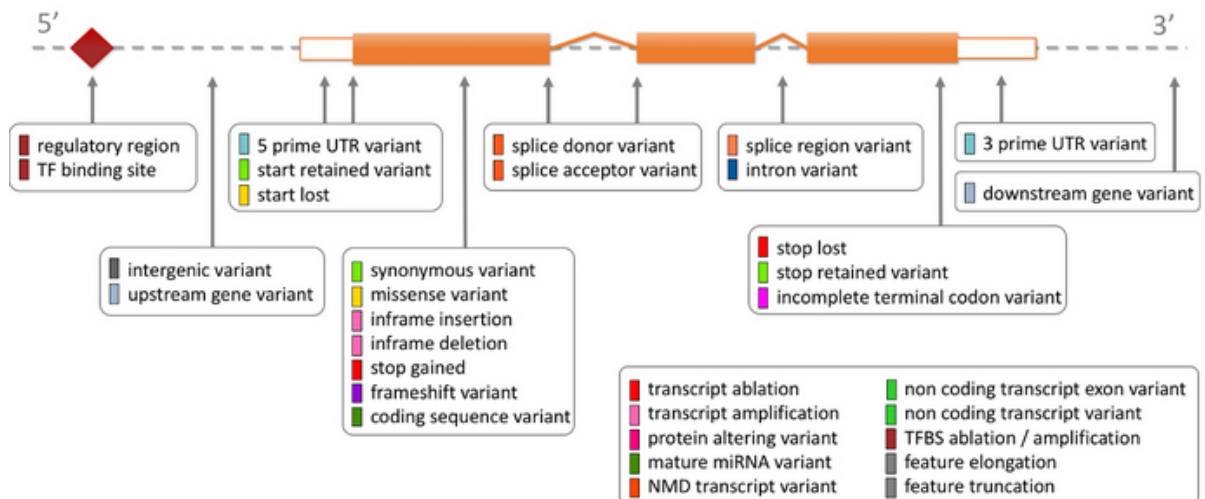 5’
3’
regulatory region
TF binding site
5 prime UTR variant
start retained variant
start lost
splice donor variant
splice acceptor variant
splice region variant
intron variant
3 prime UTR variant
downstream gene variant
intergenic variant
upstream gene variant
synonymous variant
missense variant
inframe insertion
inframe deletion
stop gained
frameshift variant
coding sequence variant
stop lost
stop retained variant
incomplete terminal codon variant
transcript ablation
transcript amplification
protein altering variant
mature miRNA variant
NMD transcript variant
non coding transcript exon variant
non coding transcript variant
TFBS ablation / amplification
feature elongation
feature truncation